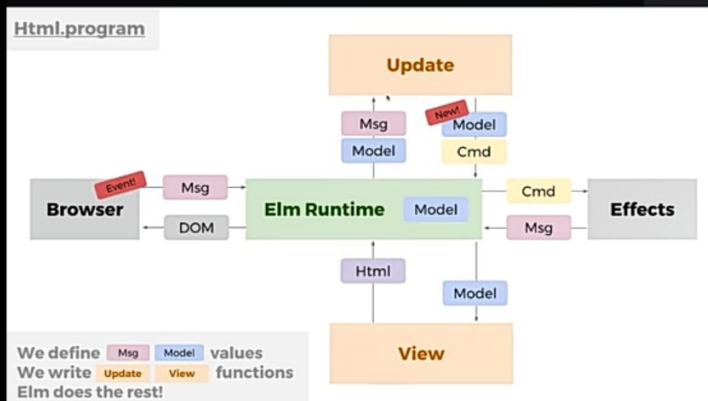 Html.program
Update
Msg
New!
Model
Model
Cmd
Event!
Msg
Browser
DOM
Elm Runtime
Model
Cmd
Effects
Msg
Html
Model
View
We define Msg Model values
We write Update View functions
Elm does the rest!